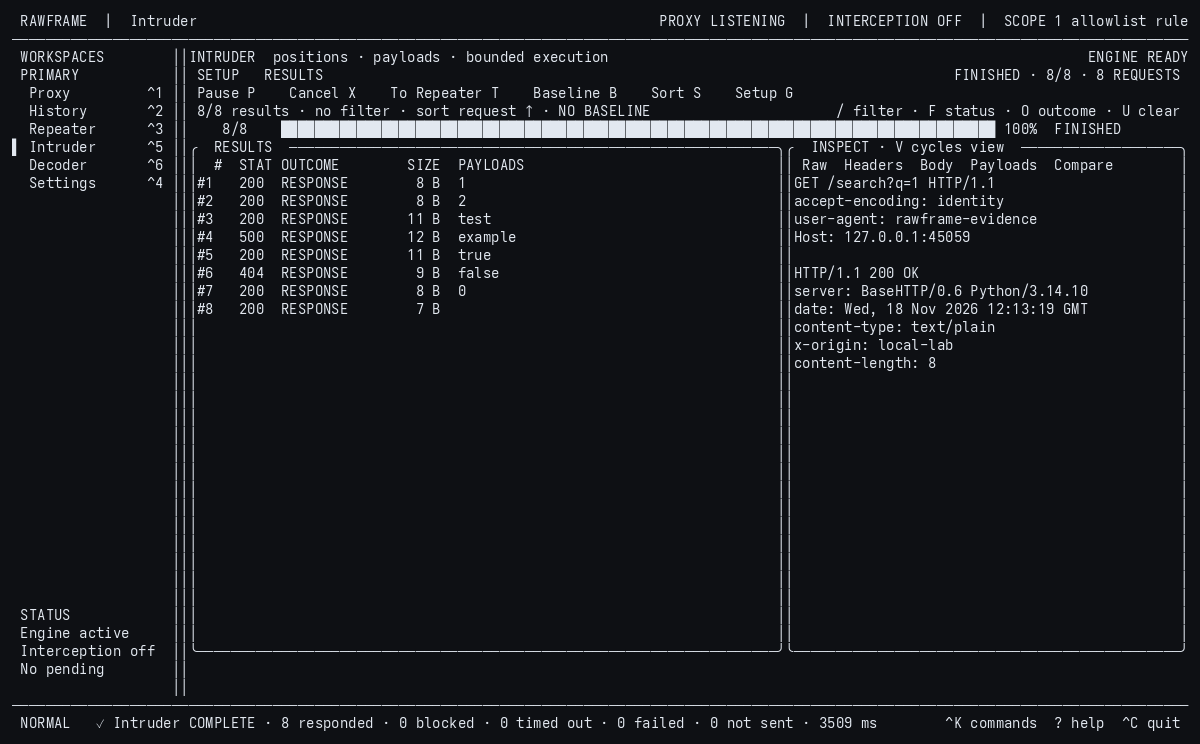 RAWFRAME | Intruder PROXY LISTENING | INTERCEPTION OFF | SCOPE 1 allowlist rule
WORKSPACES
PRIMARY
Proxy ^1
History ^2
Repeater ^3
Intruder ^5
Decoder ^6
Settings ^4
INTRUDER positions · payloads · bounded execution ENGINE READY
SETUP RESULTS FINISHED · 8/8 · 8 REQUESTS
Pause P Cancel X To Repeater T Baseline B Sort S Setup G
8/8 results · no filter · sort request ↑ · NO BASELINE / filter · F status · O outcome · U clear
8/8 100% FINISHED
RESULTS
# STAT OUTCOME SIZE PAYLOADS
#1 200 RESPONSE 8 B 1
#2 200 RESPONSE 8 B 2
#3 200 RESPONSE 11 B test
#4 500 RESPONSE 12 B example
#5 200 RESPONSE 11 B true
#6 404 RESPONSE 9 B false
#7 200 RESPONSE 8 B 0
#8 200 RESPONSE 7 B
INSPECT · V cycles view
Raw Headers Body Payloads Compare
GET /search?q=1 HTTP/1.1
accept-encoding: identity
user-agent: rawframe-evidence
Host: 127.0.0.1:45059
HTTP/1.1 200 OK
server: BaseHTTP/0.6 Python/3.14.10
date: Wed, 18 Nov 2026 12:13:19 GMT
content-type: text/plain
x-origin: local-lab
content-length: 8
STATUS
Engine active
Interception off
No pending
NORMAL ✓ Intruder COMPLETE · 8 responded · 0 blocked · 0 timed out · 0 failed · 0 not sent · 3509 ms ^K commands ? help ^C quit